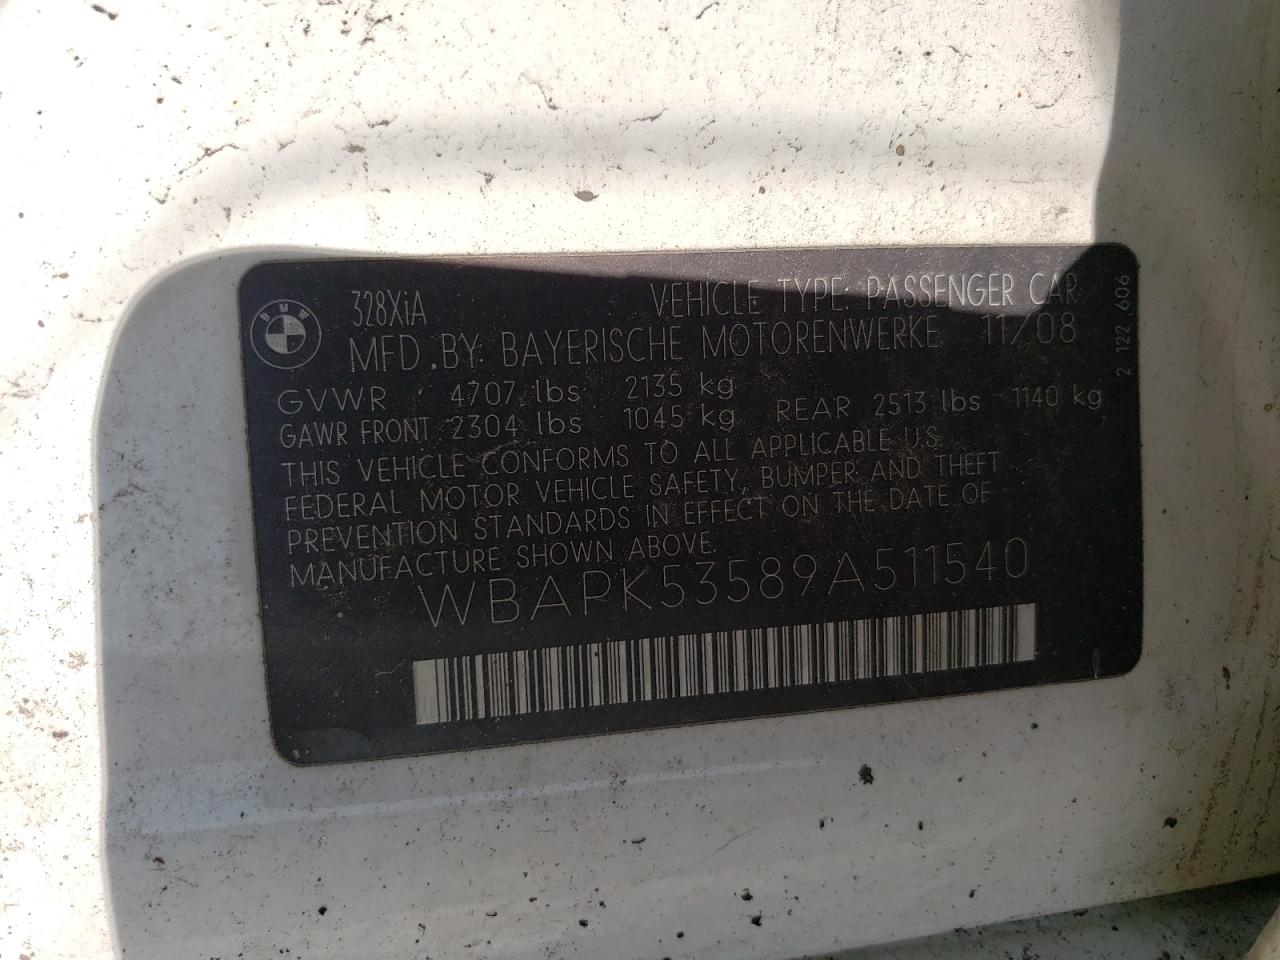 BMW
328XiA VEHICLE TYPE: PASSENGER CAR
MFD. BY: BAYERISCHE MOTORENWERKE 11/08
GVWR 4707 lbs 2135 kg
GAWR FRONT 2304 lbs 1045 kg REAR 2513 lbs 1140 kg
THIS VEHICLE CONFORMS TO ALL APPLICABLE U.S.
FEDERAL MOTOR VEHICLE SAFETY, BUMPER AND THEFT
PREVENTION STANDARDS IN EFFECT ON THE DATE OF
MANUFACTURE SHOWN ABOVE.
WBAPK53589A511540
2 122 606